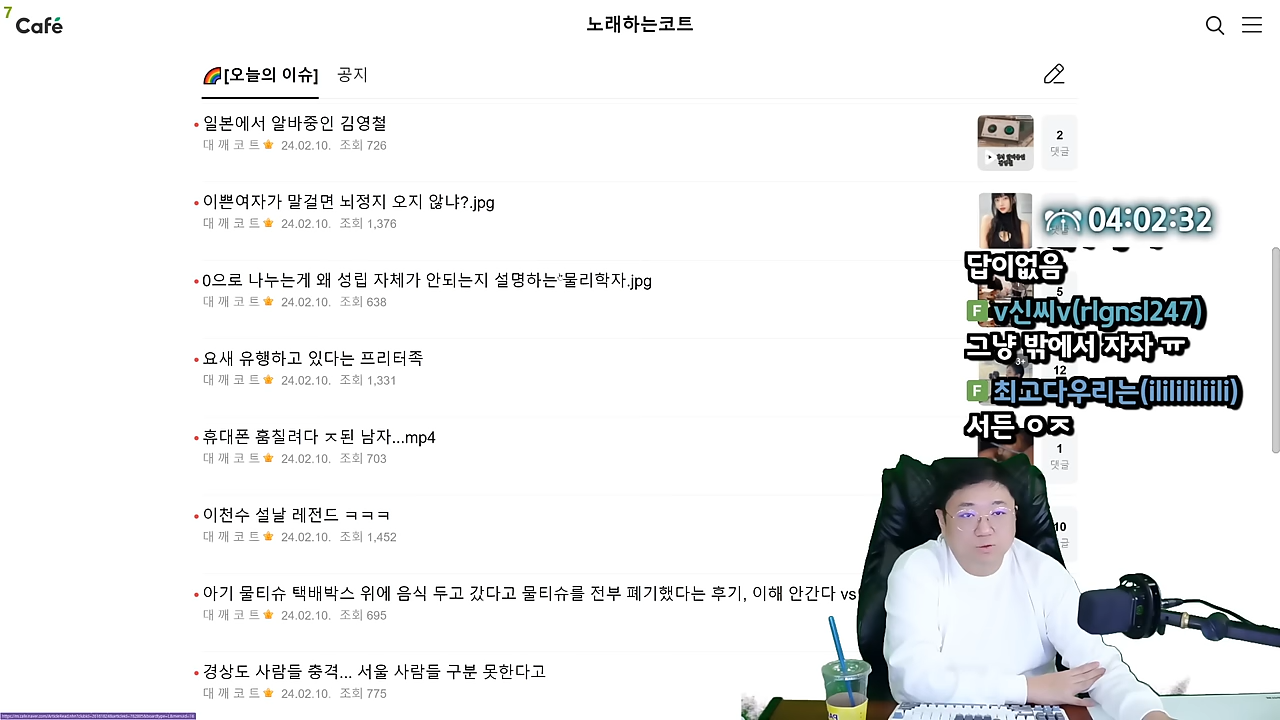 7
Café
노래하는코트
🌈[오늘의 이슈] 공지
일본에서 알바중인 김영철
대 깨 코 트 24.02.10. 조회 726
2
댓글
이쁜여자가 말걸면 뇌정지 오지 않냐?.jpg
대 깨 코 트 24.02.10. 조회 1,376
04:02:32
0으로 나누는게 왜 성립 자체가 안되는지 설명하는 물리학자.jpg
대 깨 코 트 24.02.10. 조회 638
5
요새 유행하고 있다는 프리터족
대 깨 코 트 24.02.10. 조회 1,331
3+
12
휴대폰 훔칠려다 ㅈ된 남자...mp4
대 깨 코 트 24.02.10. 조회 703
1
댓글
이천수 설날 레전드 ㅋㅋㅋ
대 깨 코 트 24.02.10. 조회 1,452
10
글
아기 물티슈 택배박스 위에 음식 두고 갔다고 물티슈를 전부 폐기했다는 후기, 이해 안간다 vs
대 깨 코 트 24.02.10. 조회 695
경상도 사람들 충격... 서울 사람들 구분 못한다고
대 깨 코 트 24.02.10. 조회 775
답이없음
F v신씨v(rlgnsl247)
그냥 밖에서 자자 ㅠ
F 최고다우리는(ilililililili)
서든 ㅇㅈ